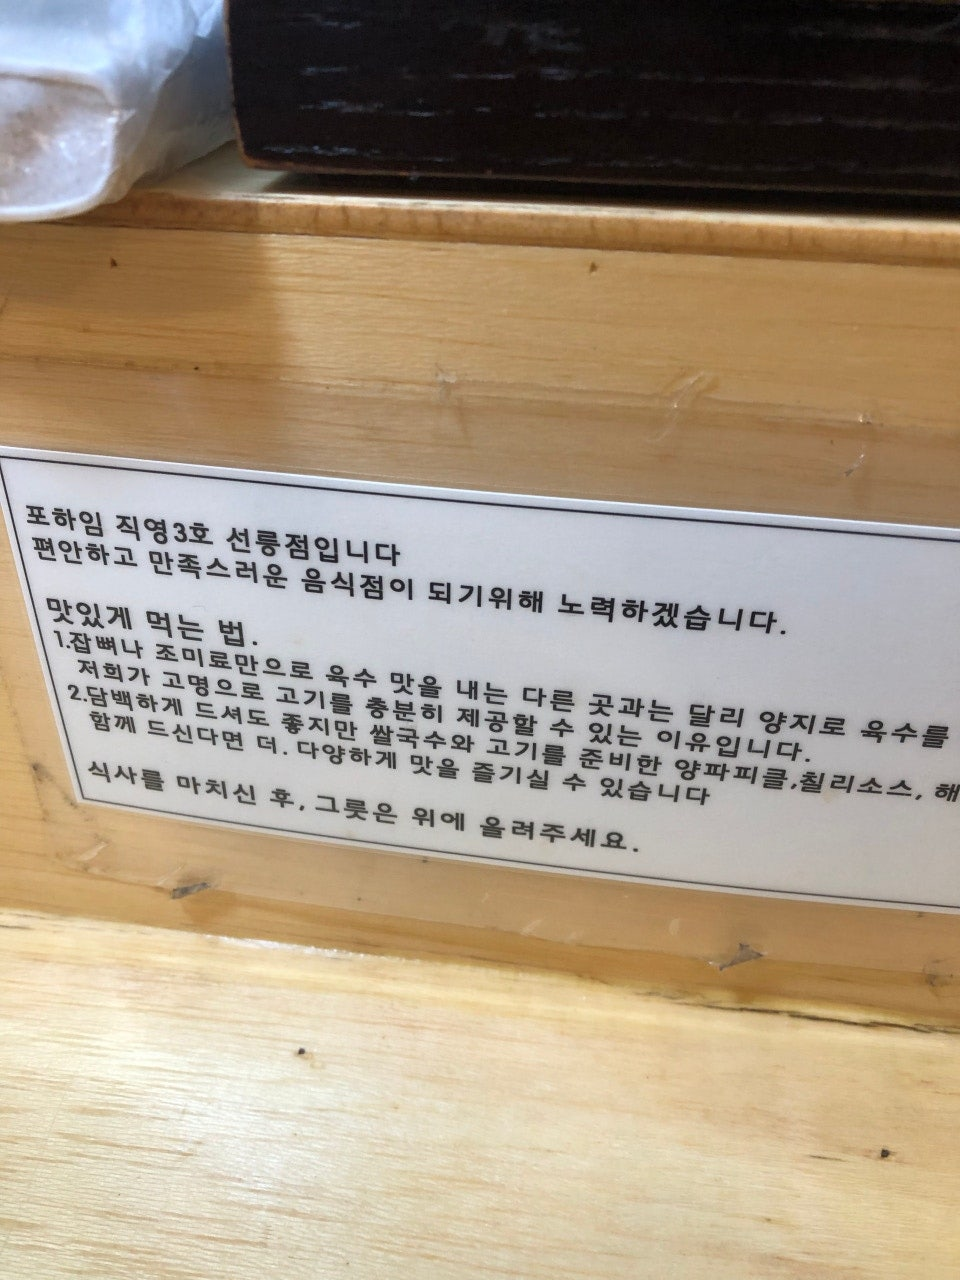 포하임 직영3호 선릉점입니다
편안하고 만족스러운 음식점이 되기위해 노력하겠습니다.
맛있게 먹는 법.
1.잡뼈나 조미료만으로 육수 맛을 내는 다른 곳과는 달리 양지로 육수를
저희가 고명으로 고기를 충분히 제공할 수 있는 이유입니다.
2.담백하게 드셔도 좋지만 쌀국수와 고기를 준비한 양파피클,칠리소스, 해
함께 드신다면 더. 다양하게 맛을 즐기실 수 있습니다
식사를 마치신 후, 그릇은 위에 올려주세요.